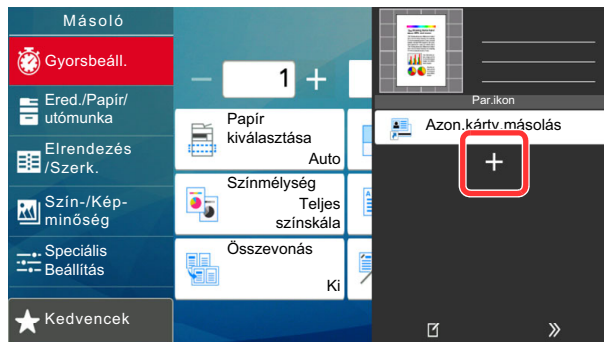 Másoló
Gyorsbeáll.
Ered./Papír/
utómunka
Elrendezés
/Szerk.
Szín-/Kép-
minőség
Speciális
Beállítás
Kedvencek
1
Papír
kiválasztása
Auto
Színmélység
Teljes
színskála
Összevonás
Ki
Par.ikon
Azon.kártv.másolás